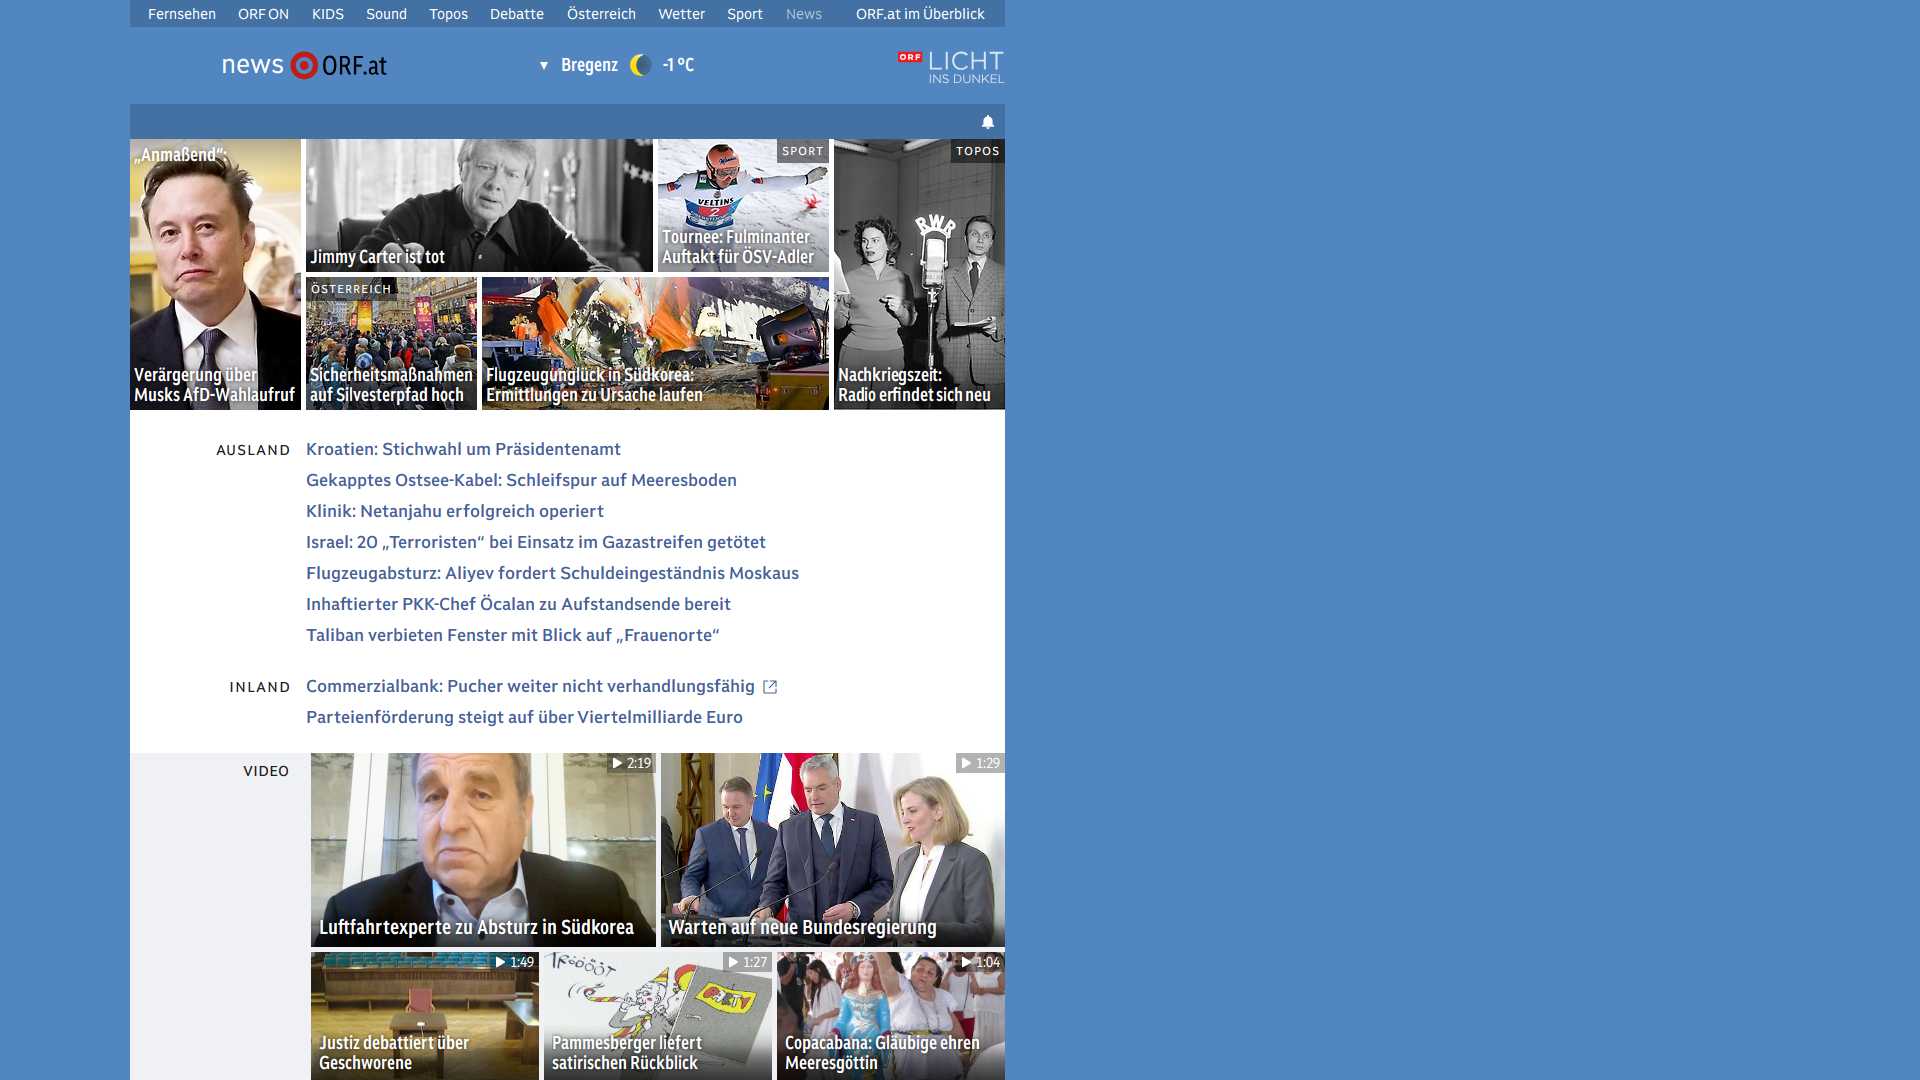 Fernsehen ORF ON KIDS Sound Topos Debatte Österreich Wetter Sport News ORF.at im Überblick
news ORF.at
▼ Bregenz -1 °C
ORF LICHT
INS DUNKEL
„Anmaßend“:
Verärgerung über
Musks AfD-Wahlaufruf
Jimmy Carter ist tot
SPORT
VELTINS
2
Tournee: Fulminanter
Auftakt für ÖSV-Adler
TOPOS
RWR
Nachkriegszeit:
Radio erfindet sich neu
ÖSTERREICH
Sicherheitsmaßnahmen
auf Silvesterpfad hoch
Flugzeugunglück in Südkorea:
Ermittlungen zu Ursache laufen
AUSLAND
Kroatien: Stichwahl um Präsidentenamt
Gekapptes Ostsee-Kabel: Schleifspur auf Meeresboden
Klinik: Netanjahu erfolgreich operiert
Israel: 20 „Terroristen“ bei Einsatz im Gazastreifen getötet
Flugzeugabsturz: Aliyev fordert Schuldeingeständnis Moskaus
Inhaftierter PKK-Chef Öcalan zu Aufstandsende bereit
Taliban verbieten Fenster mit Blick auf „Frauenorte“
INLAND
Commerzialbank: Pucher weiter nicht verhandlungsfähig
Parteienförderung steigt auf über Viertelmilliarde Euro
VIDEO
2:19
Luftfahrtexperte zu Absturz in Südkorea
1:29
Warten auf neue Bundesregierung
1:49
Justiz debattiert über
Geschworene
TRÖÖÖÖT
1:27
PARTY
Pammesberger liefert
satirischen Rückblick
1:04
Copacabana: Gläubige ehren
Meeresgöttin